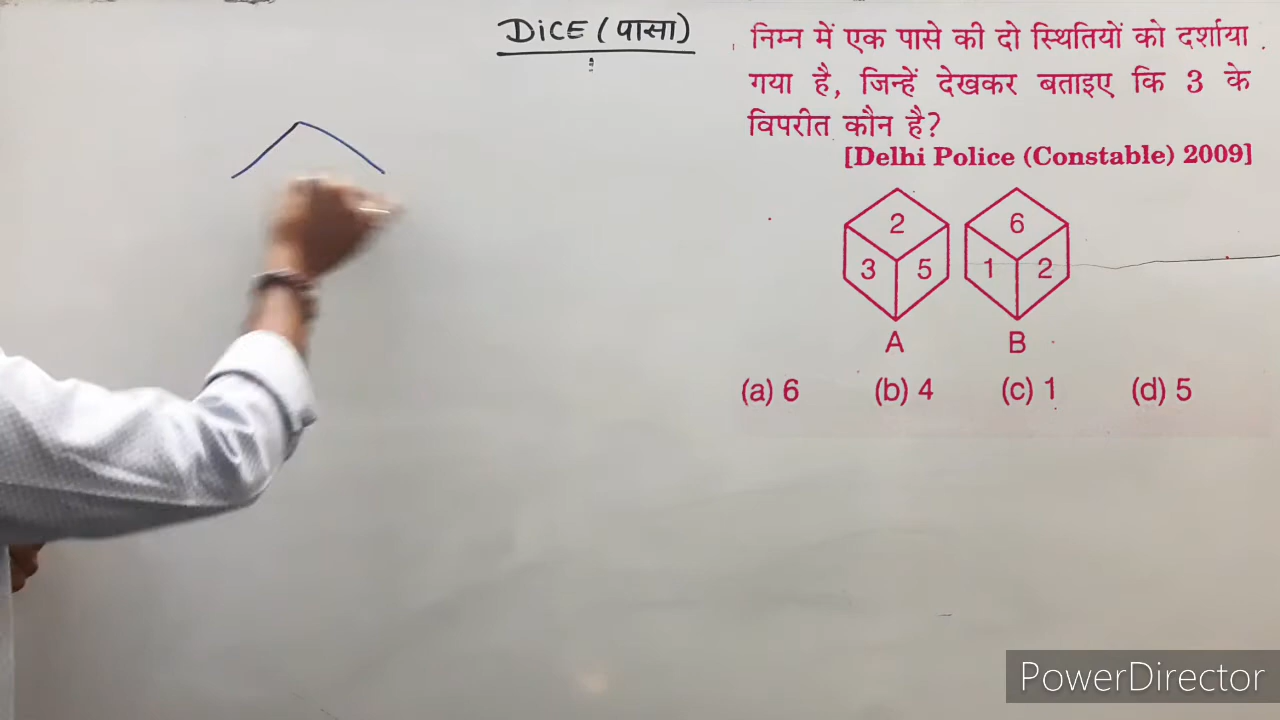 DiCE (पासा)
निम्न में एक पासे की दो स्थितियों को दर्शाया
गया है, जिन्हें देखकर बताइए कि 3 के
विपरीत कौन है?
[Delhi Police (Constable) 2009]
2 6
3 5 1 2
A B
(a) 6 (b) 4 (c) 1 (d) 5
PowerDirector